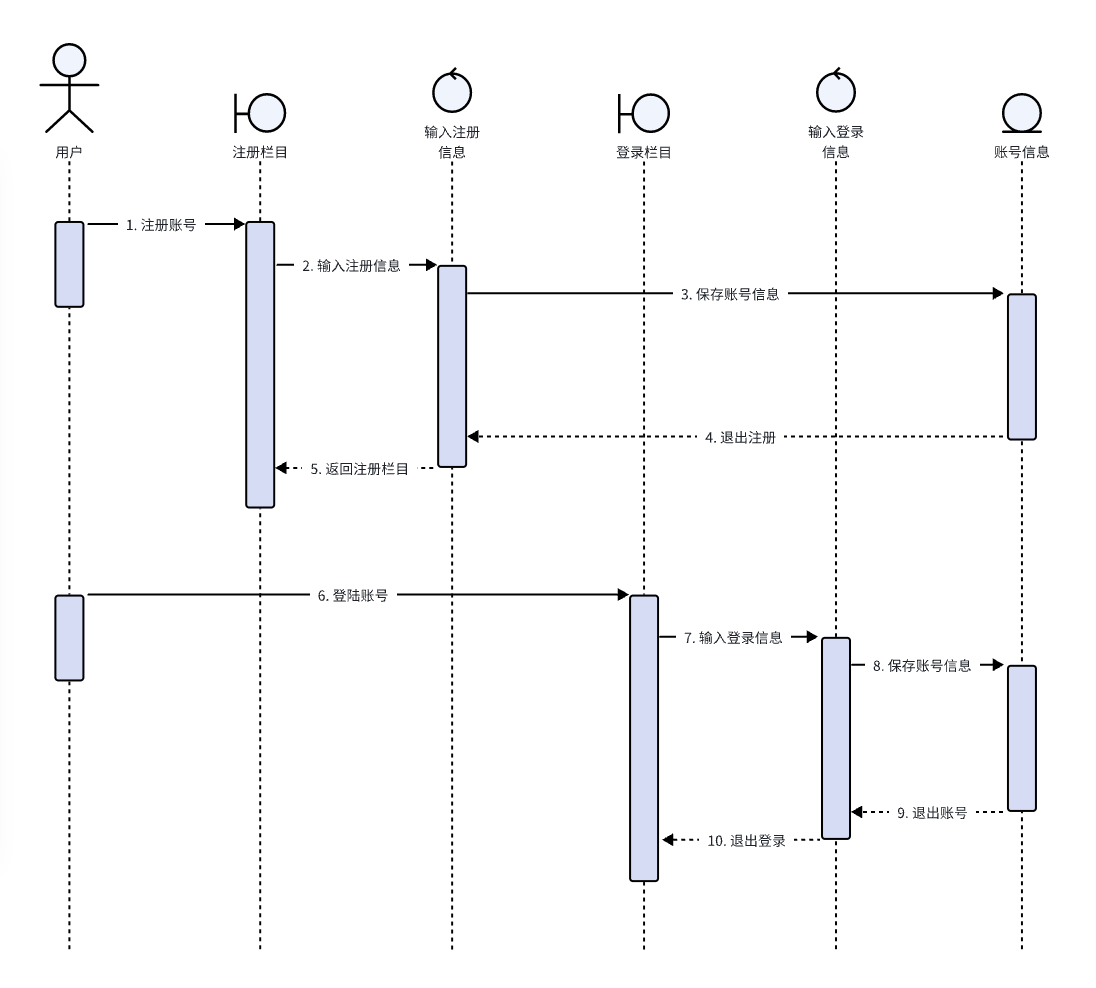 用户
注册栏目
输入注册
信息
登录栏目
输入登录
信息
账号信息
1. 注册账号
2. 输入注册信息
3. 保存账号信息
4. 退出注册
5. 返回注册栏目
6. 登陆账号
7. 输入登录信息
8. 保存账号信息
9. 退出账号
10. 退出登录